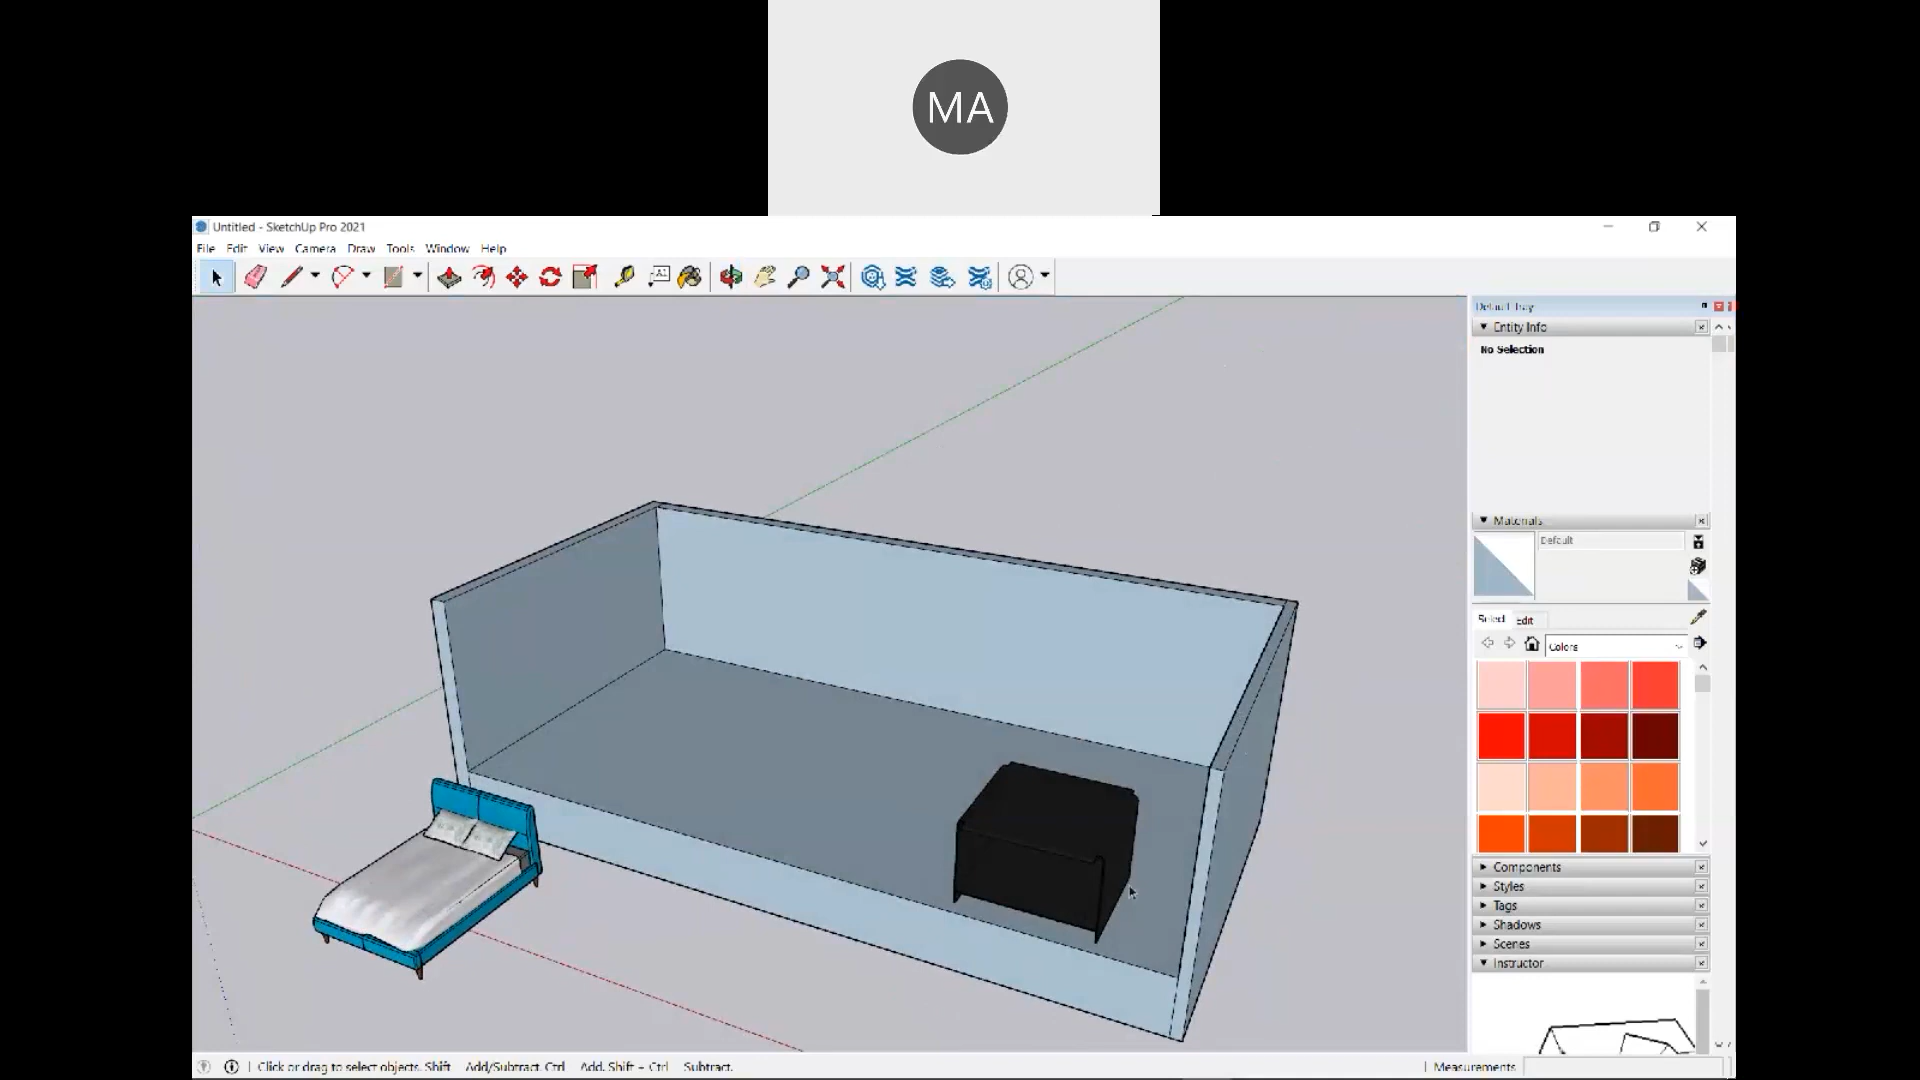 MA
Untitled - SketchUp Pro 2021
File Edit View Camera Draw Tools Window Help
Default Tray
Entity Info
No Selection
Materials
Default
Select Edit
Colors
Components
Styles
Tags
Shadows
Scenes
Instructor
Click or drag to select objects. Shift Add/Subtract. Ctrl Add. Shift + Ctrl Subtract.
Measurements